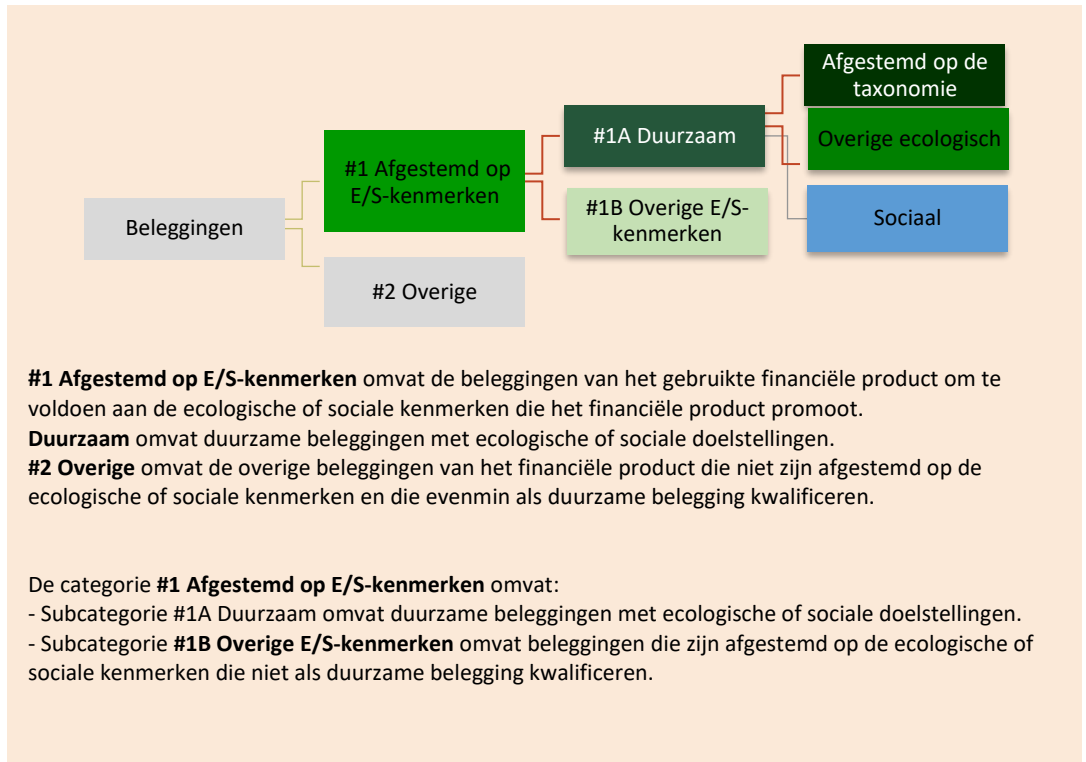 Afgestemd op de
taxonomie
#1A Duurzaam
Overige ecologisch
#1 Afgestemd op
E/S-kenmerken
#1B Overige E/S-
kenmerken
Sociaal
Beleggingen
#2 Overige
#1 Afgestemd op E/S-kenmerken omvat de beleggingen van het gebruikte financiële product om te
voldoen aan de ecologische of sociale kenmerken die het financiële product promoot.
Duurzaam omvat duurzame beleggingen met ecologische of sociale doelstellingen.
#2 Overige omvat de overige beleggingen van het financiële product die niet zijn afgestemd op de
ecologische of sociale kenmerken en die evenmin als duurzame belegging kwalificeren.
De categorie #1 Afgestemd op E/S-kenmerken omvat:
- Subcategorie #1A Duurzaam omvat duurzame beleggingen met ecologische of sociale doelstellingen.
- Subcategorie #1B Overige E/S-kenmerken omvat beleggingen die zijn afgestemd op de ecologische of
sociale kenmerken die niet als duurzame belegging kwalificeren.